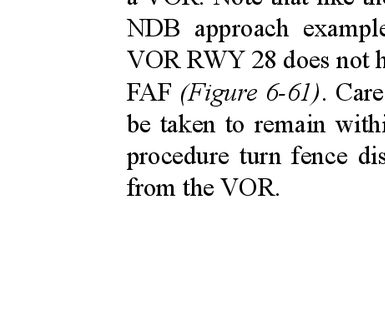 a VOR. Note that like th
NDB approach example
VOR RWY 28 does not h
FAF (Figure 6-61). Care
be taken to remain withi
procedure turn fence dis
from the VOR.